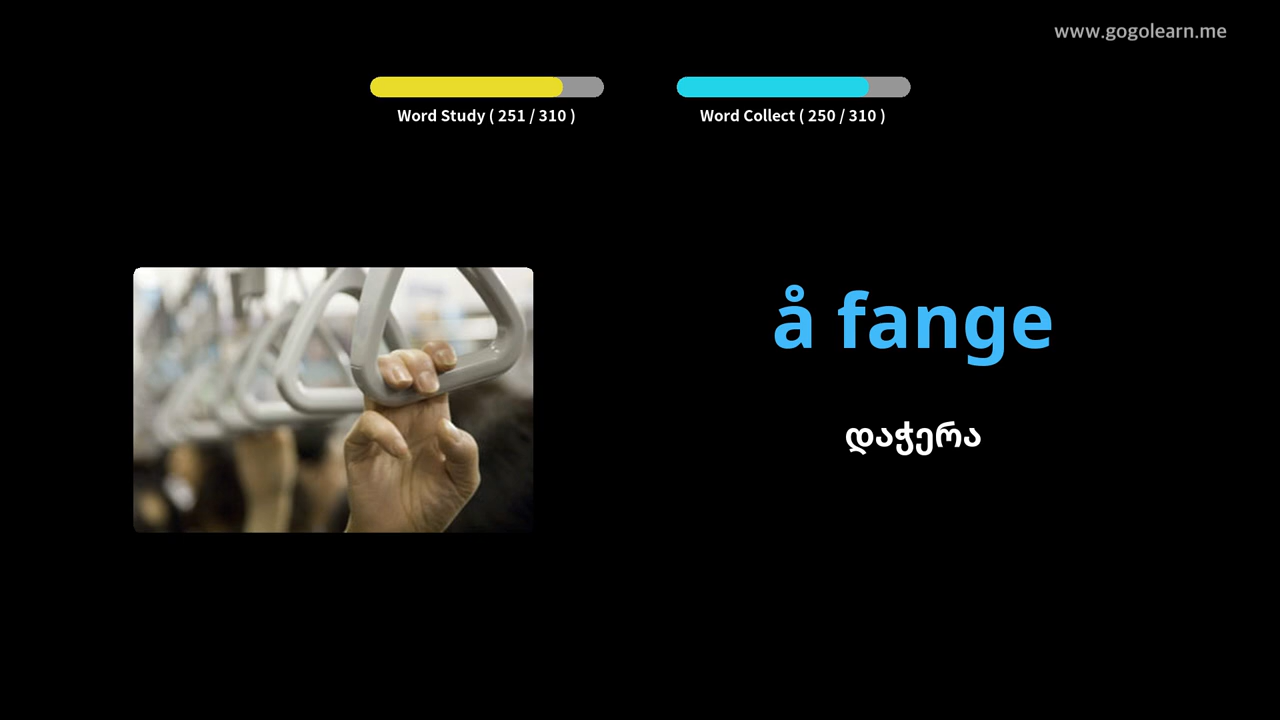 www.gogolearn.me
Word Study ( 251 / 310 )
Word Collect ( 250 / 310 )
å fange
დაჭერა